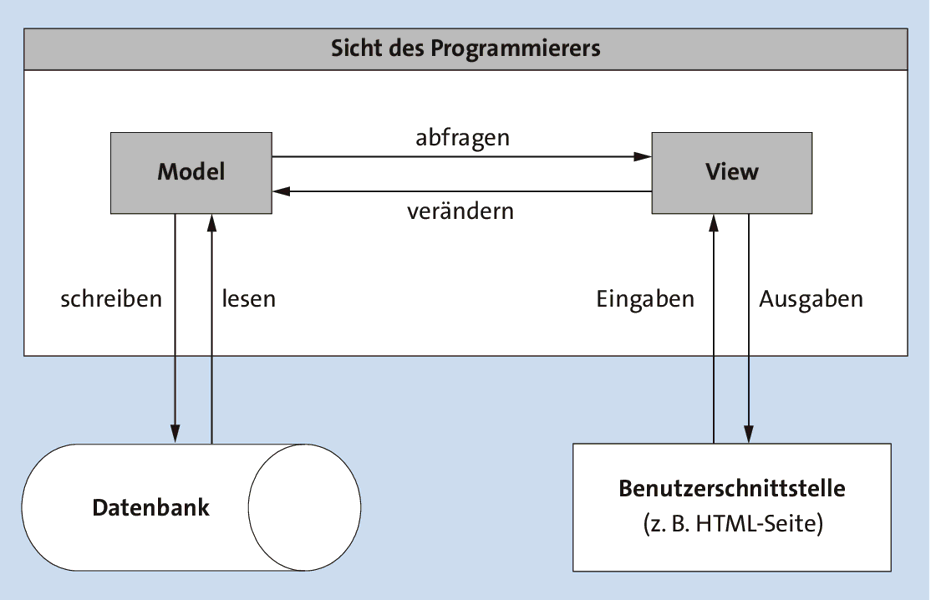 Sicht des Programmierers
abfragen
Model
View
verändern
schreiben
lesen
Eingaben
Ausgaben
Datenbank
Benutzerschnittstelle
(z. B. HTML-Seite)